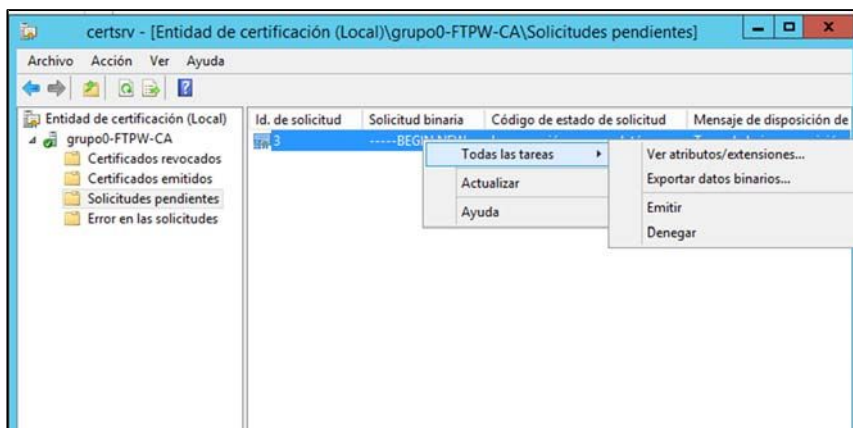 certsrv - [Entidad de certificación (Local)\grupo0-FTPW-CA\Solicitudes pendientes]
Archivo Acción Ver Ayuda
Entidad de certificación (Local)
grupo0-FTPW-CA
Certificados revocados
Certificados emitidos
Solicitudes pendientes
Error en las solicitudes
Id. de solicitud Solicitud binaria Código de estado de solicitud Mensaje de disposición de
3 -----BEGIN NEW
Todas las tareas
Actualizar
Ayuda
Ver atributos/extensiones...
Exportar datos binarios...
Emitir
Denegar